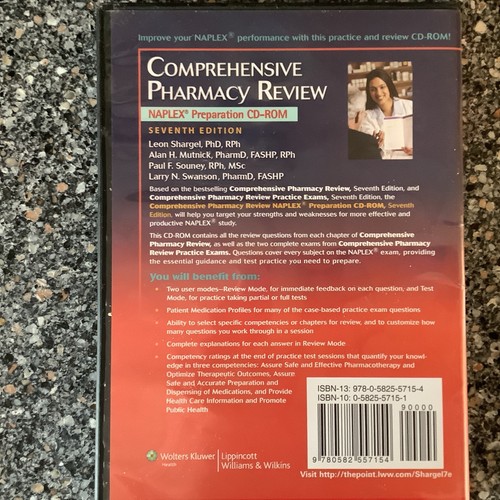 Improve your NAPLEX® performance with this practice and review CD-ROM!
COMPREHENSIVE
PHARMACY REVIEW
NAPLEX® Preparation CD-ROM
SEVENTH EDITION
Leon Shargel, PhD, RPh
Alan H. Mutnick, PharmD, FASHP, RPh
Paul F. Souney, RPh, MSc
Larry N. Swanson, PharmD, FASHP
Based on the bestselling Comprehensive Pharmacy Review, Seventh Edition, and
Comprehensive Pharmacy Review Practice Exams, Seventh Edition, the
Comprehensive Pharmacy Review NAPLEX® Preparation CD-ROM, Seventh
Edition, will help you target your strengths and weaknesses for more effective and
productive NAPLEX® study.
This CD-ROM contains all the review questions from each chapter of Comprehensive
Pharmacy Review, as well as the two complete exams from Comprehensive Pharmacy
Review Practice Exams. Questions cover every subject on the NAPLEX® exam, providing
the essential guidance and test practice you need to prepare.
You will benefit from:
• Two user modes—Review Mode, for immediate feedback on each question; and Test
Mode, for practice taking partial or full tests
• Patient Medication Profiles for many of the case-based practice exam questions
• Ability to select specific competencies or chapters for review, and to customize how
many questions you work through in a session
• Complete explanations for each answer in Review Mode
• Competency ratings at the end of practice test sessions that quantify your knowl-
edge in three competencies: Assure Safe and Effective Pharmacotherapy and
Optimize Therapeutic Outcomes, Assure
Safe and Accurate Preparation and
Dispensing of Medications, and Provide
Health Care Information and Promote
Public Health
ISBN-13: 978-0-5825-5715-4
ISBN-10: 0-5825-5715-1
90000
9 780582 557154
Wolters Kluwer
Health
Lippincott
Williams & Wilkins
Visit http://thepoint.lww.com/Shargel7e